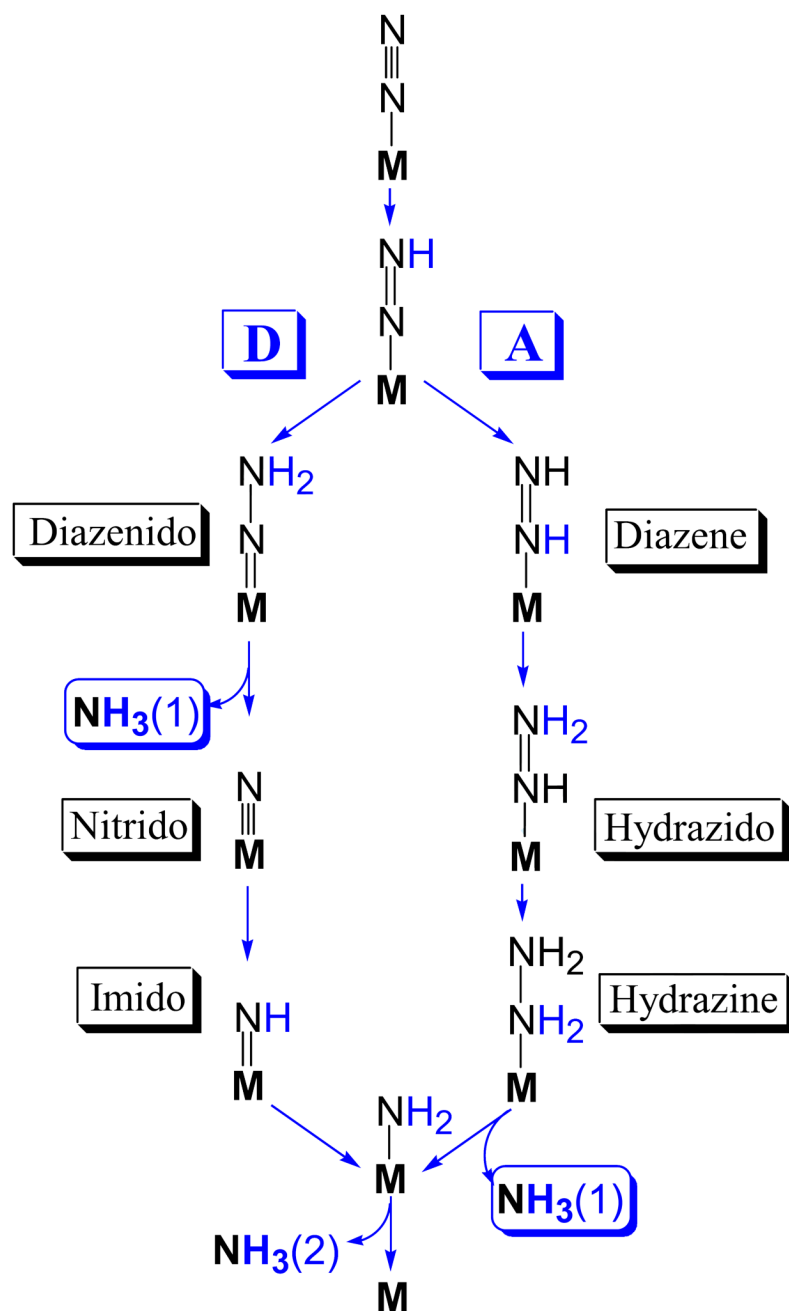 N
N
M
NH
N
M
D
A
NH2
N
M
Diazenido
NH
NH
M
Diazene
NH3(1)
NH2
NH
M
Hydrazido
N
M
Nitrido
NH2
NH2
M
Hydrazine
NH
M
Imido
NH2
M
NH3(1)
NH3(2)
M